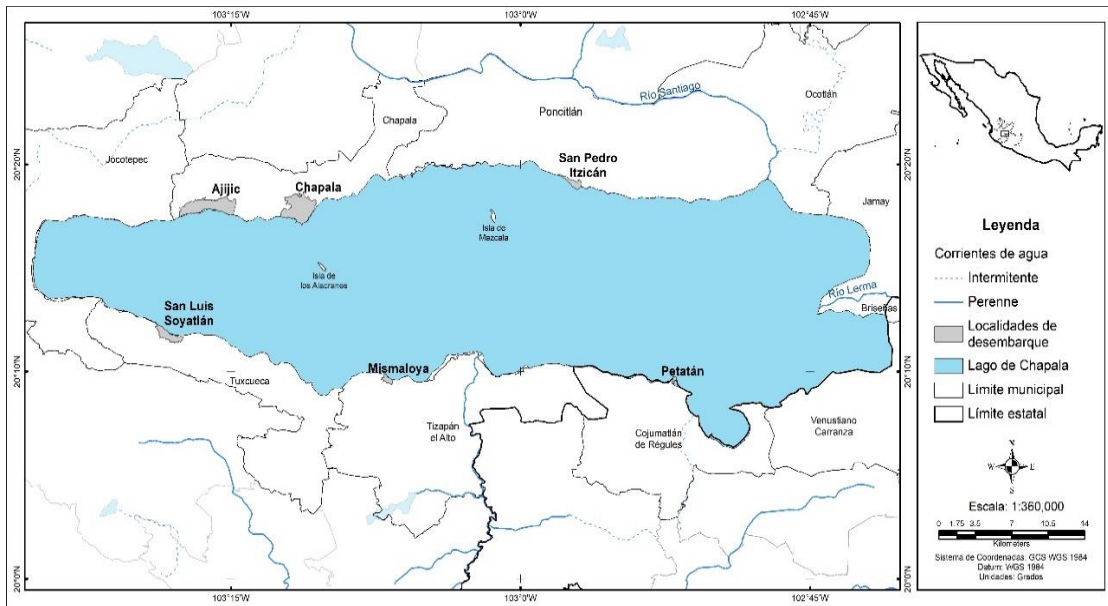 103°15'W
103°0'W
102°45'W
Río Santiago
Ocotlán
Chapala
Poncitlán
Jocotepec
San Pedro
Itzicán
20°20'N
20°20'N
Ajijic
Chapala
Jamay
Isla de
Mezcala
Isla de
los Alacranes
Río Lerma
Briseñas
San Luis
Soyatlán
Mismaloya
Petatán
20°10'N
20°10'N
Tuxcueca
Tizapán
el Alto
Cojumatlán
de Régules
Venustiano
Carranza
20°0'N
20°0'N
103°15'W
103°0'W
102°45'W
Leyenda
Corrientes de agua
Intermitente
Perenne
Localidades de
desembarque
Lago de Chapala
Límite municipal
Límite estatal
N
W E
S
Escala: 1:360,000
0 1.75 3.5 7 10.5 14
Kilometers
Sistema de Coordenadas: GCS WGS 1984
Datum: WGS 1984
Unidades: Grados